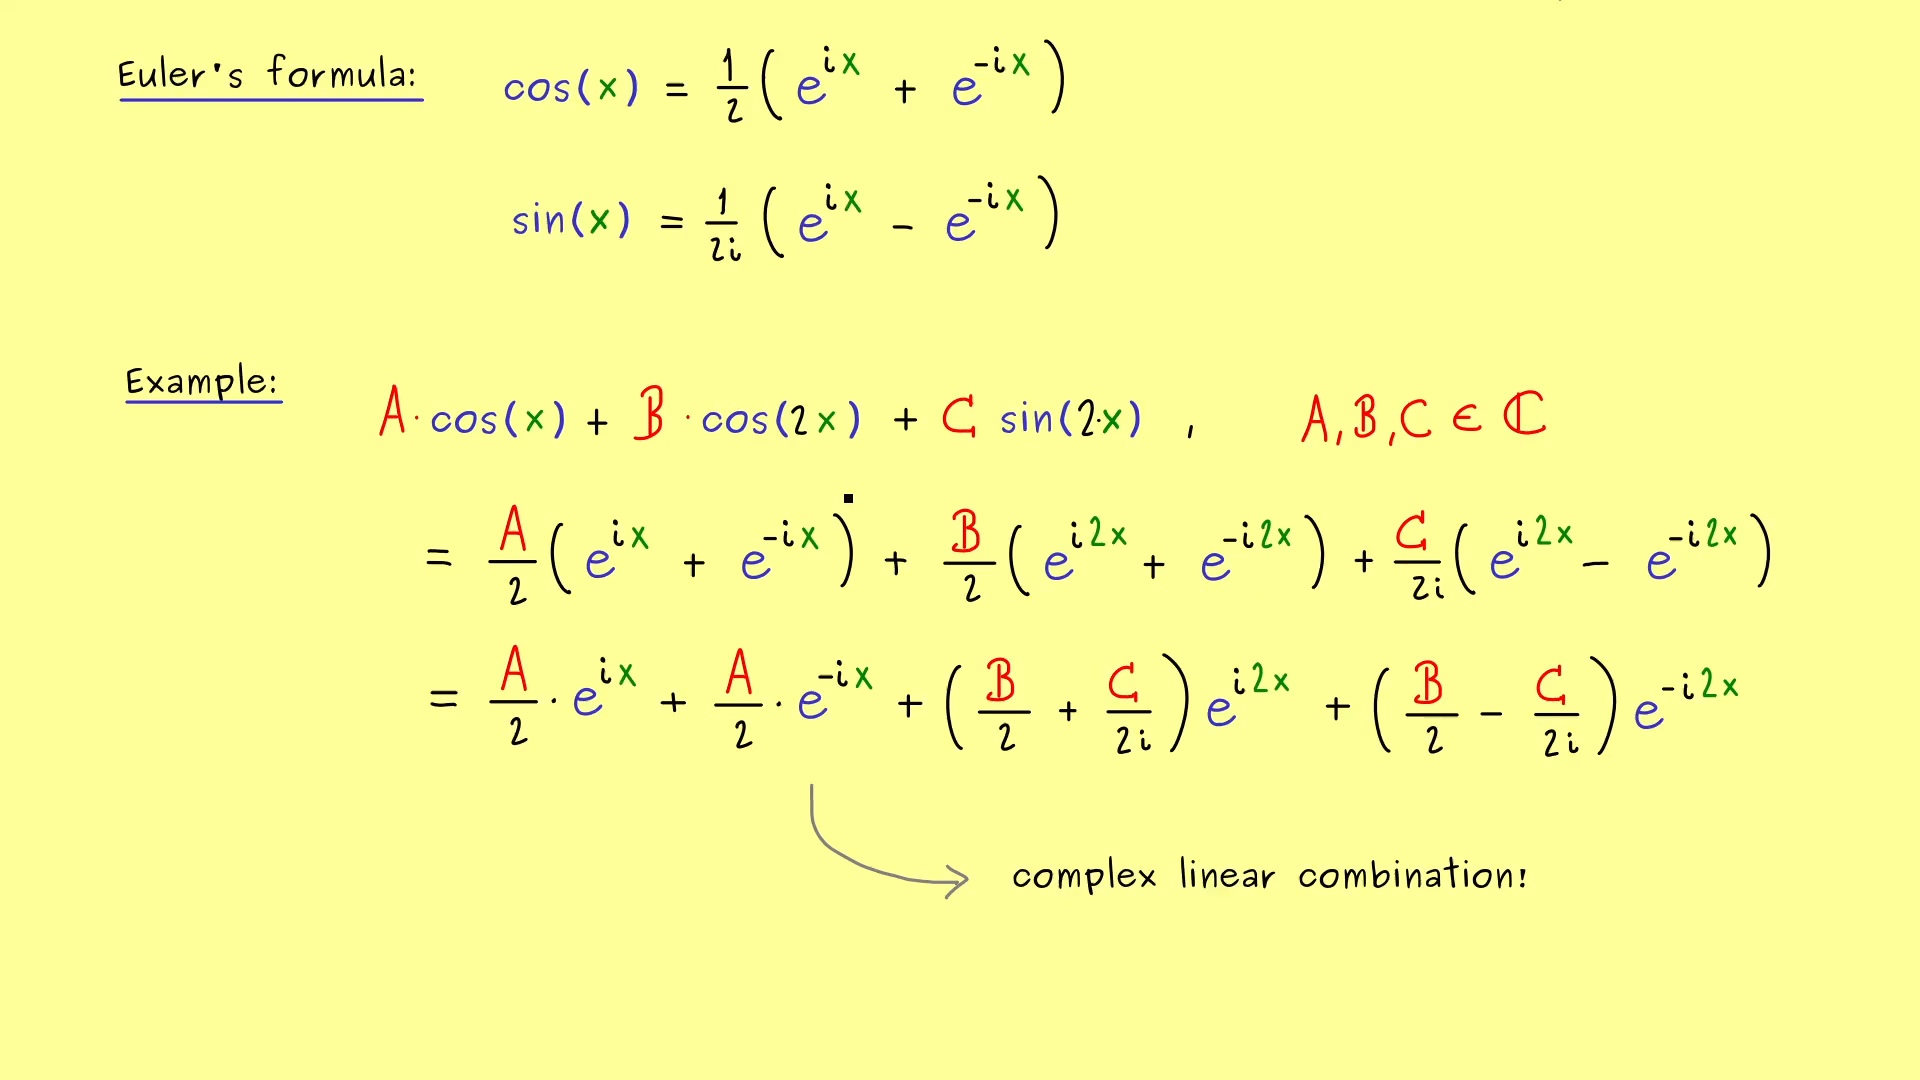 Euler's formula: cos(x) = 1/2 ( e^{ix} + e^{-ix} )
sin(x) = 1/2i ( e^{ix} - e^{-ix} )
Example: A·cos(x) + B·cos(2x) + C sin(2·x) , A, B, C ∈ ℂ
= A/2 ( e^{ix} + e^{-ix} ) + B/2 ( e^{i2x} + e^{-i2x} ) + C/2i ( e^{i2x} - e^{-i2x} )
= A/2 · e^{ix} + A/2 · e^{-ix} + ( B/2 + C/2i ) e^{i2x} + ( B/2 - C/2i ) e^{-i2x}
complex linear combination!